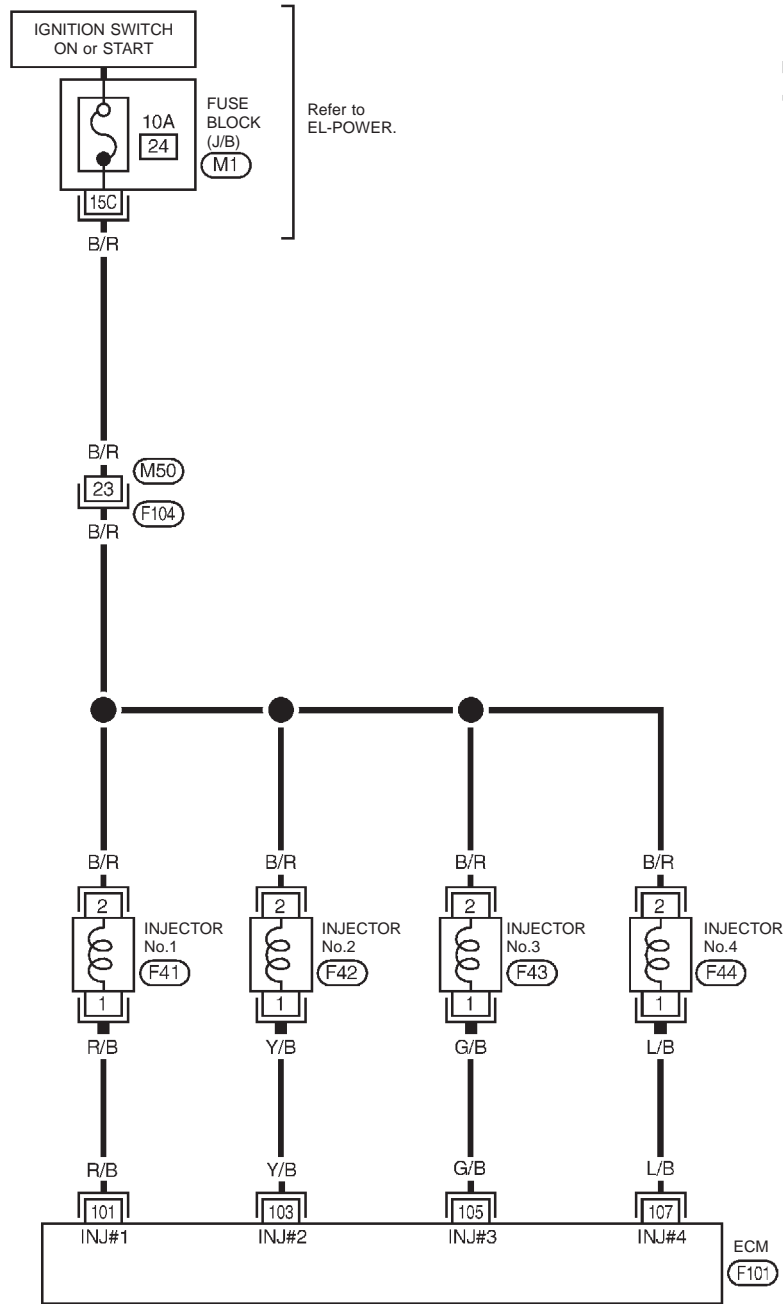 IGNITION SWITCH
ON or START
10A
24
FUSE
BLOCK
(J/B)
M1
Refer to
EL-POWER.
15C
B/R
B/R
23
M50
F104
B/R
B/R B/R B/R B/R
2 2 2 2
INJECTOR
No.1
F41
INJECTOR
No.2
F42
INJECTOR
No.3
F43
INJECTOR
No.4
F44
1 1 1 1
R/B Y/B G/B L/B
R/B Y/B G/B L/B
101 103 105 107
INJ#1 INJ#2 INJ#3 INJ#4
ECM
F101